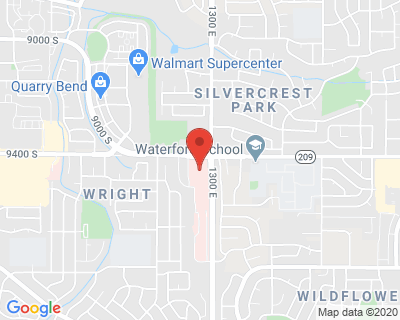 9000 S
1300 E
Walmart Supercenter
Quarry Bend
SILVERCREST
PARK
9000 S
9400 S
Waterford School
209
WRIGHT
1300 E
WILDFLOWE
Google
Map data ©2020